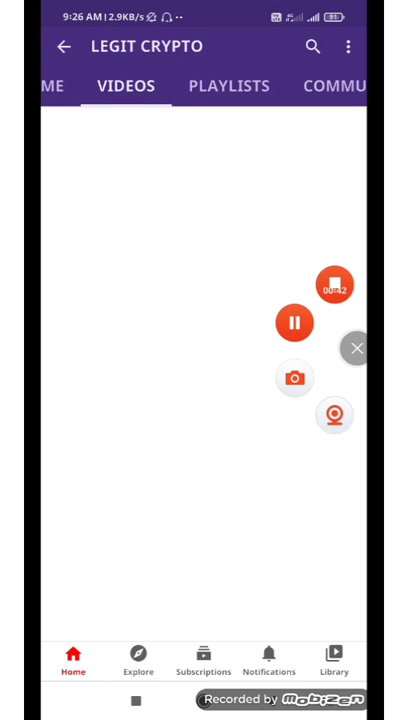 9:26 AM | 2.9KB/s
91
LEGIT CRYPTO
ME VIDEOS PLAYLISTS COMMU
00:42
Home Explore Subscriptions Notifications Library
Recorded by mobizen